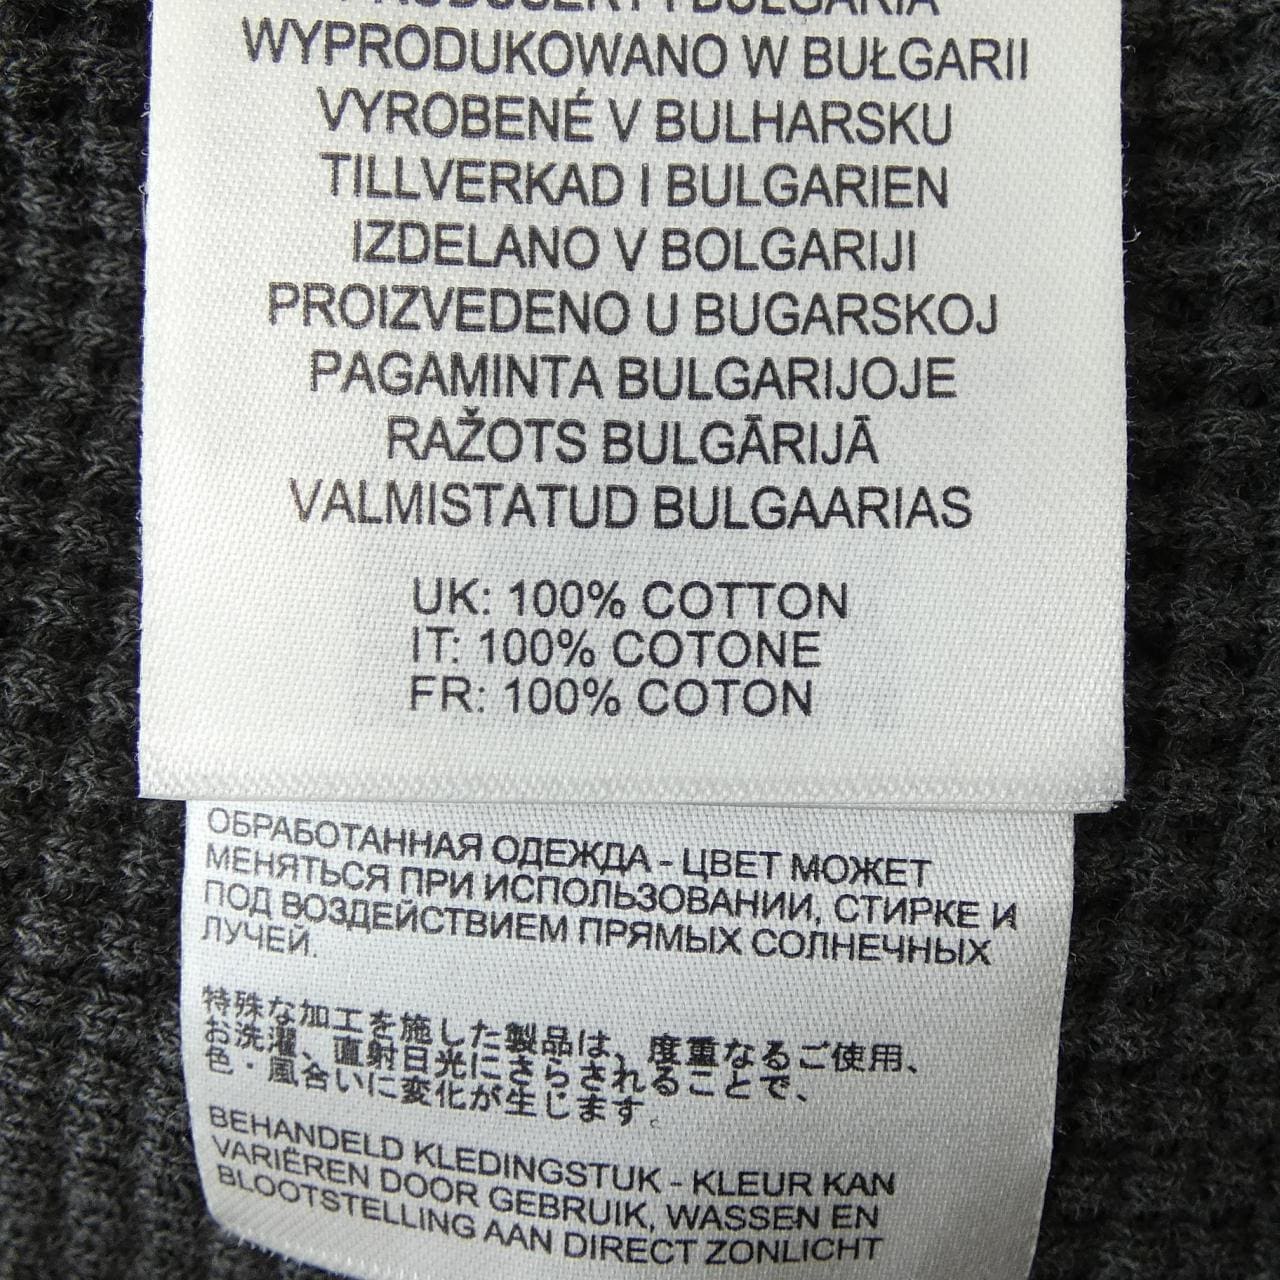 PRODUSERT I BULGARIA
WYPRODUKOWANO W BUŁGARII
VYROBENÉ V BULHARSKU
TILLVERKAD I BULGARIEN
IZDELANO V BOLGARIJI
PROIZVEDENO U BUGARSKOJ
PAGAMINTA BULGARIJOJE
RAŽOTS BULGĀRIJĀ
VALMISTATUD BULGAARIAS
UK: 100% COTTON
IT: 100% COTONE
FR: 100% COTON
ОБРАБОТАННАЯ ОДЕЖДА - ЦВЕТ МОЖЕТ
МЕНЯТЬСЯ ПРИ ИСПОЛЬЗОВАНИИ, СТИРКЕ И
ПОД ВОЗДЕЙСТВИЕМ ПРЯМЫХ СОЛНЕЧНЫХ
ЛУЧЕЙ.
特殊な加工を施した製品は、度重なるご使用、
お洗濯、直射日光にさらされることで、
色・風合いに変化が生じます。
BEHANDELD KLEDINGSTUK - KLEUR KAN
VARIËREN DOOR GEBRUIK, WASSEN EN
BLOOTSTELLING AAN DIRECT ZONLICHT